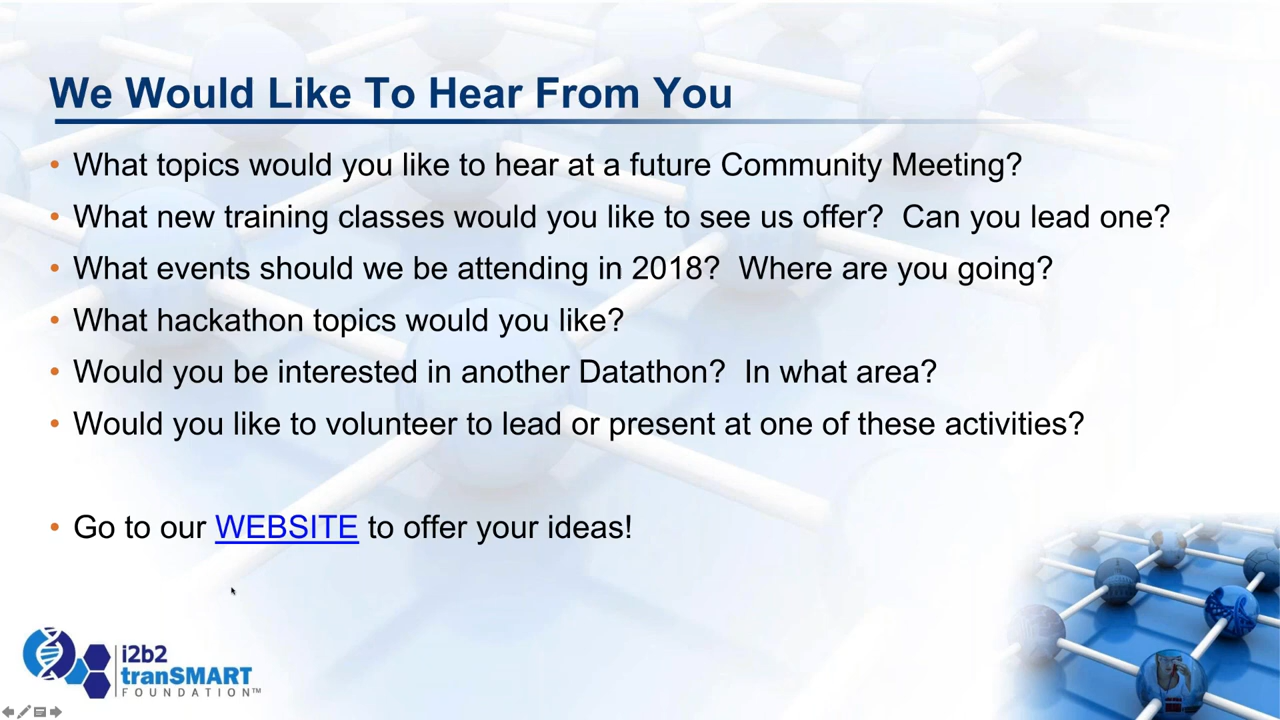 We Would Like To Hear From You
• What topics would you like to hear at a future Community Meeting?
• What new training classes would you like to see us offer?  Can you lead one?
• What events should we be attending in 2018?  Where are you going?
• What hackathon topics would you like?
• Would you be interested in another Datathon?  In what area?
• Would you like to volunteer to lead or present at one of these activities?
• Go to our WEBSITE to offer your ideas!
i2b2
tranSMART
FOUNDATION™